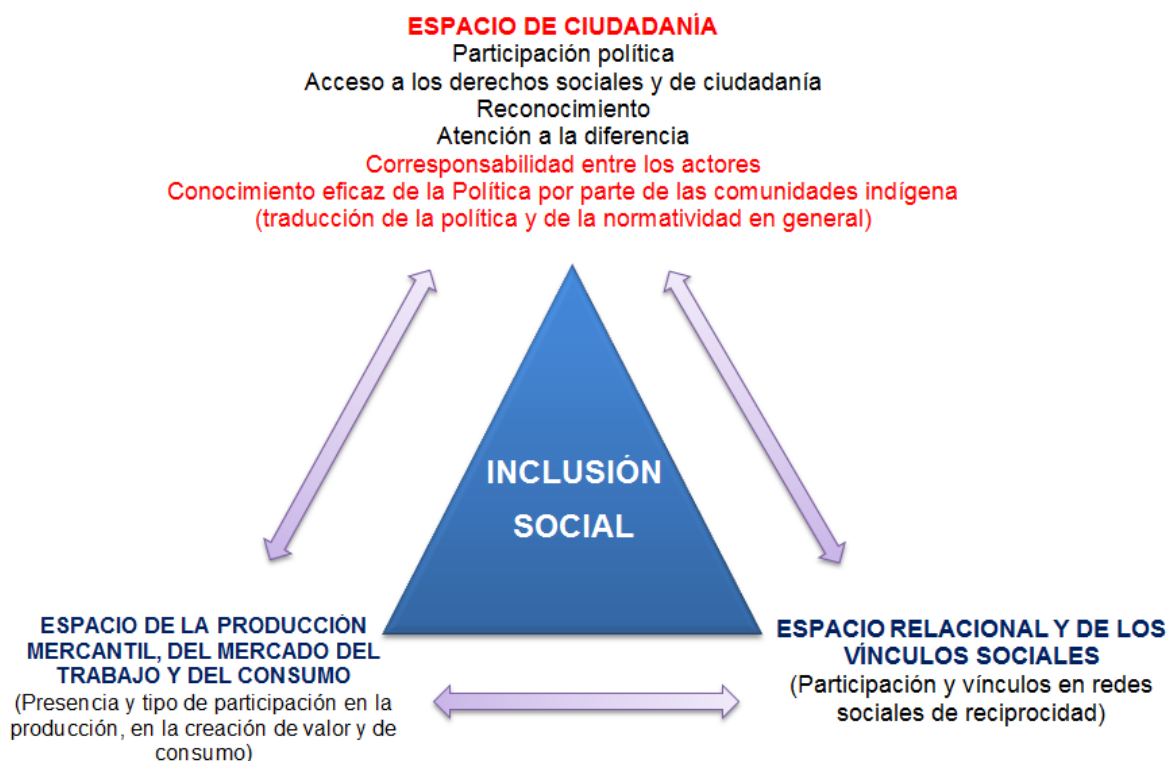 ESPACIO DE CIUDADANÍA
Participación política
Acceso a los derechos sociales y de ciudadanía
Reconocimiento
Atención a la diferencia
Corresponsabilidad entre los actores
Conocimiento eficaz de la Política por parte de las comunidades indígena
(traducción de la política y de la normatividad en general)
INCLUSIÓN
SOCIAL
ESPACIO DE LA PRODUCCIÓN
MERCANTIL, DEL MERCADO DEL
TRABAJO Y DEL CONSUMO
(Presencia y tipo de participación en la
producción, en la creación de valor y de
consumo)
ESPACIO RELACIONAL Y DE LOS
VÍNCULOS SOCIALES
(Participación y vínculos en redes
sociales de reciprocidad)